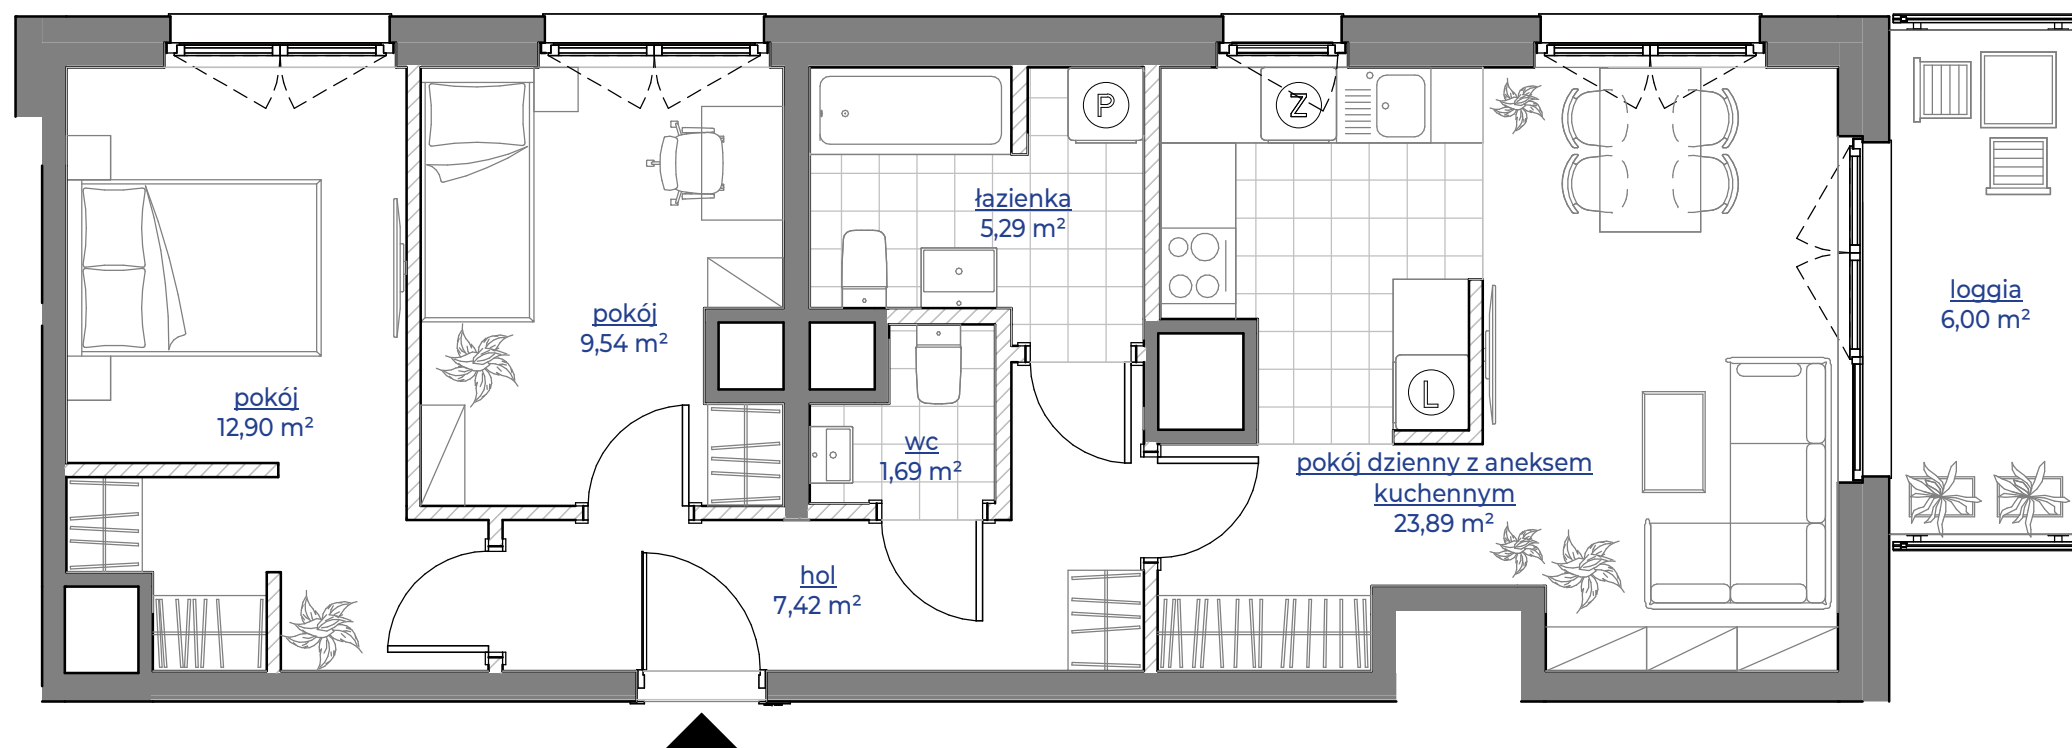 P
Z
łazienka
5,29 m²
loggia
6,00 m²
pokój
9,54 m²
pokój
12,90 m²
L
wc
1,69 m²
pokój dzienny z aneksem
kuchennym
23,89 m²
hol
7,42 m²